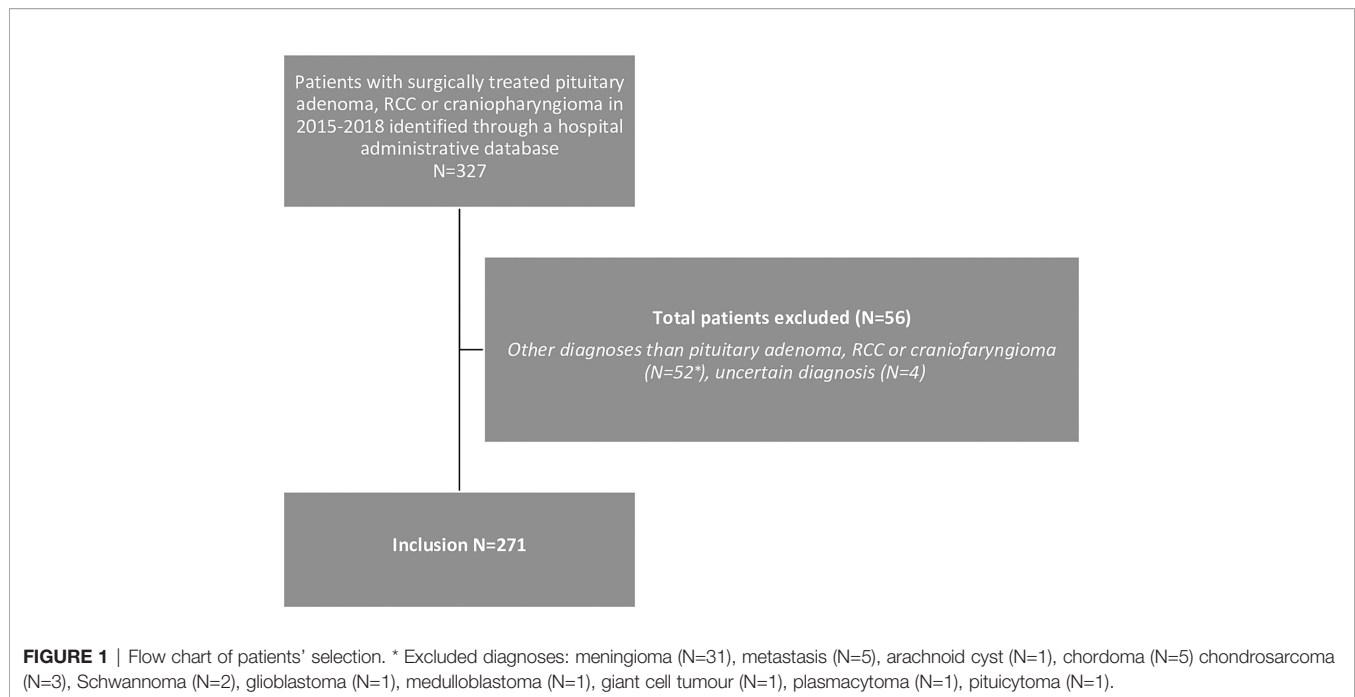 Patients with surgically treated pituitary
adenoma, RCC or craniopharyngioma in
2015-2018 identified through a hospital
administrative database
N=327
Total patients excluded (N=56)
Other diagnoses than pituitary adenoma, RCC or craniofaryngioma
(N=52*), uncertain diagnosis (N=4)
Inclusion N=271
FIGURE 1 | Flow chart of patients’ selection. * Excluded diagnoses: meningioma (N=31), metastasis (N=5), arachnoid cyst (N=1), chordoma (N=5) chondrosarcoma
(N=3), Schwannoma (N=2), glioblastoma (N=1), medulloblastoma (N=1), giant cell tumour (N=1), plasmacytoma (N=1), pituicytoma (N=1).